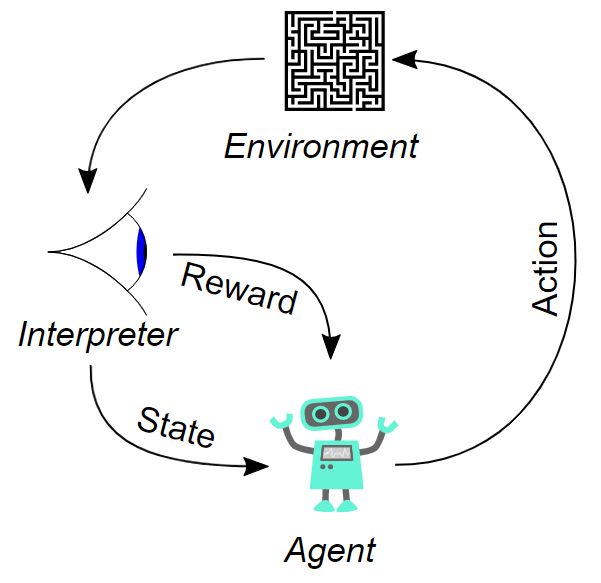 Environment
Reward
Action
Interpreter
State
Agent